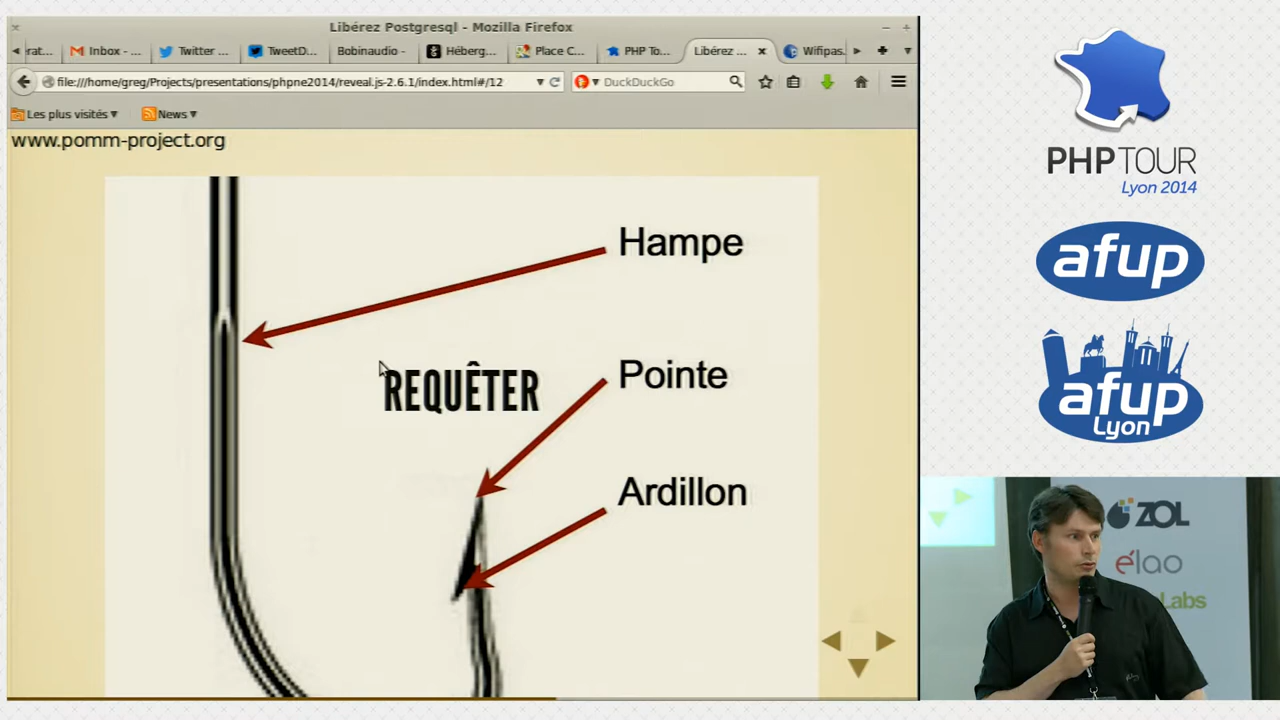 Libérez Postgresql - Mozilla Firefox
rat...
Inbox - ...
Twitter ...
TweetD...
Bobinaudio -
Héberg...
Place C...
PHP To...
Libérez ...
Wifipas.
file:///home/greg/Projects/presentations/phpne2014/reveal.js-2.6.1/index.html#/12
DuckDuckGo
Les plus visités
News
www.pomm-project.org
Hampe
REQUÊTER
Pointe
Ardillon
PHP TOUR
Lyon 2014
afup
afup
Lyon
ZOL
élao
Labs